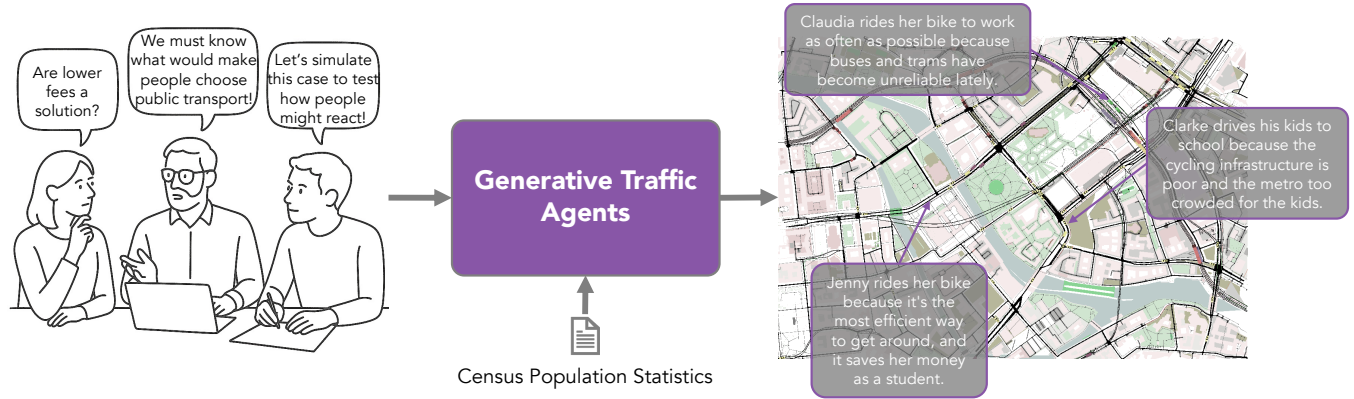 Are lower
fees a
solution?
We must know
what would make
people choose
public transport!
Let's simulate
this case to test
how people
might react!
Generative Traffic
Agents
Census Population Statistics
Claudia rides her bike to work
as often as possible because
buses and trams have
become unreliable lately.
Clarke drives his kids to
school because the
cycling infrastructure is
poor and the metro too
crowded for the kids.
Jenny rides her bike
because it's the
most efficient way
to get around, and
it saves her money
as a student.